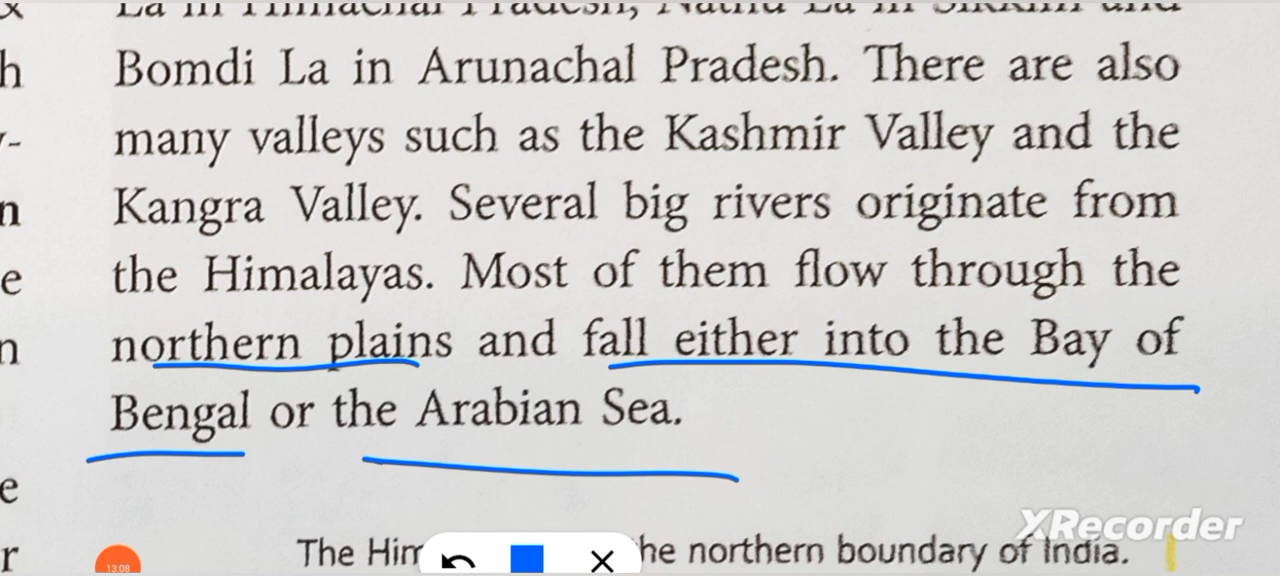 La in Himachal Pradesh, Nathu La in Sikkim and
h
Bomdi La in Arunachal Pradesh. There are also
y-
many valleys such as the Kashmir Valley and the
n
Kangra Valley. Several big rivers originate from
e
the Himalayas. Most of them flow through the
n
northern plains and fall either into the Bay of
Bengal or the Arabian Sea.
e
XRecorder
r
13:08
The Him he northern boundary of India.